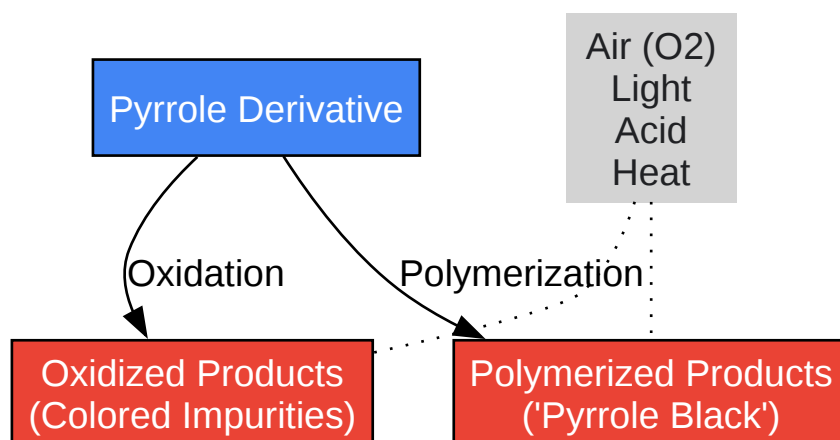 Air (O2)
Light
Acid
Heat
Pyrrole Derivative
Oxidation
Polymerization
Oxidized Products
(Colored Impurities)
Polymerized Products
('Pyrrole Black')